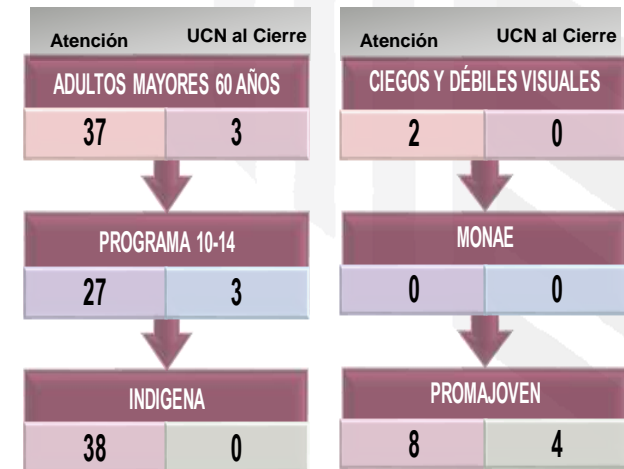 Atención UCN al Cierre
ADULTOS MAYORES 60 AÑOS
37 3
PROGRAMA 10-14
27 3
INDIGENA
38 0
Atención UCN al Cierre
CIEGOS Y DÉBILES VISUALES
2 0
MONAE
0 0
PROMAJOVEN
8 4